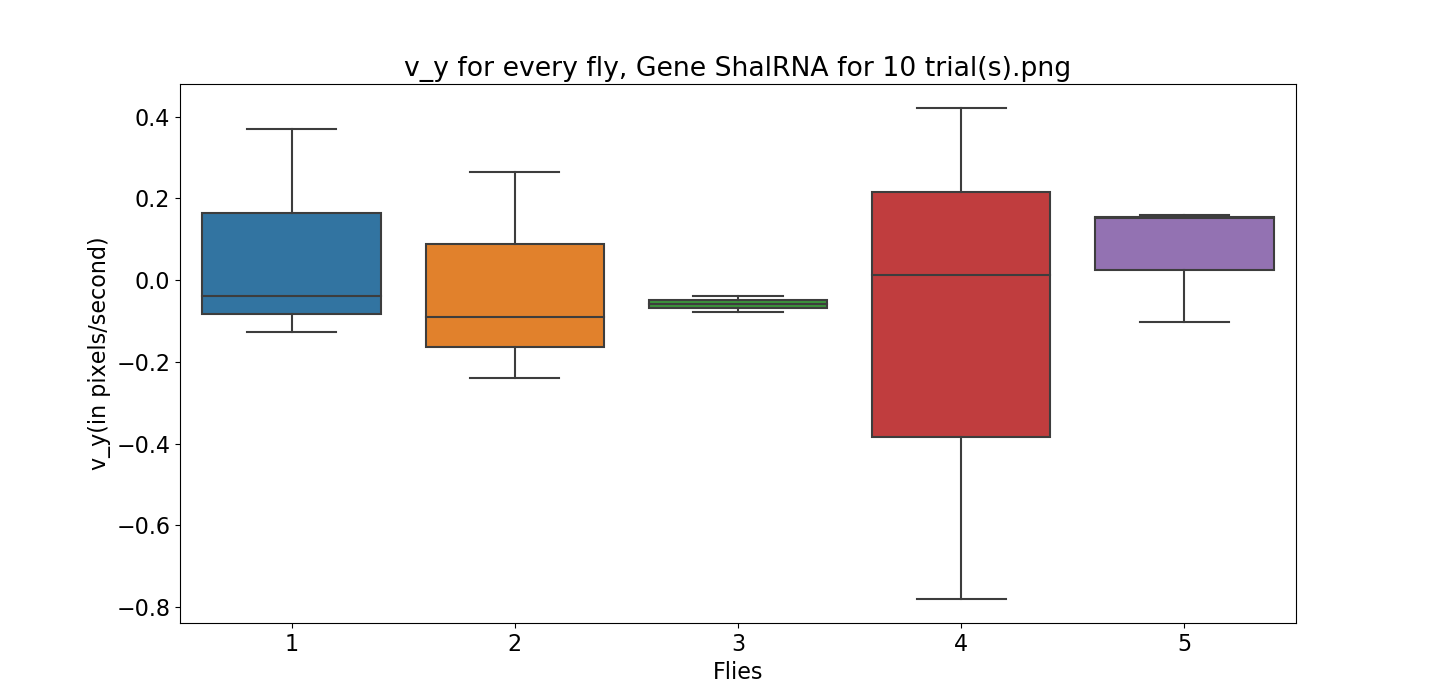 v_y for every fly, Gene ShalRNA for 10 trial(s).png
v_y(in pixels/second)
0.4
0.2
0.0
−0.2
−0.4
−0.6
−0.8
1 2 3 4 5
Flies